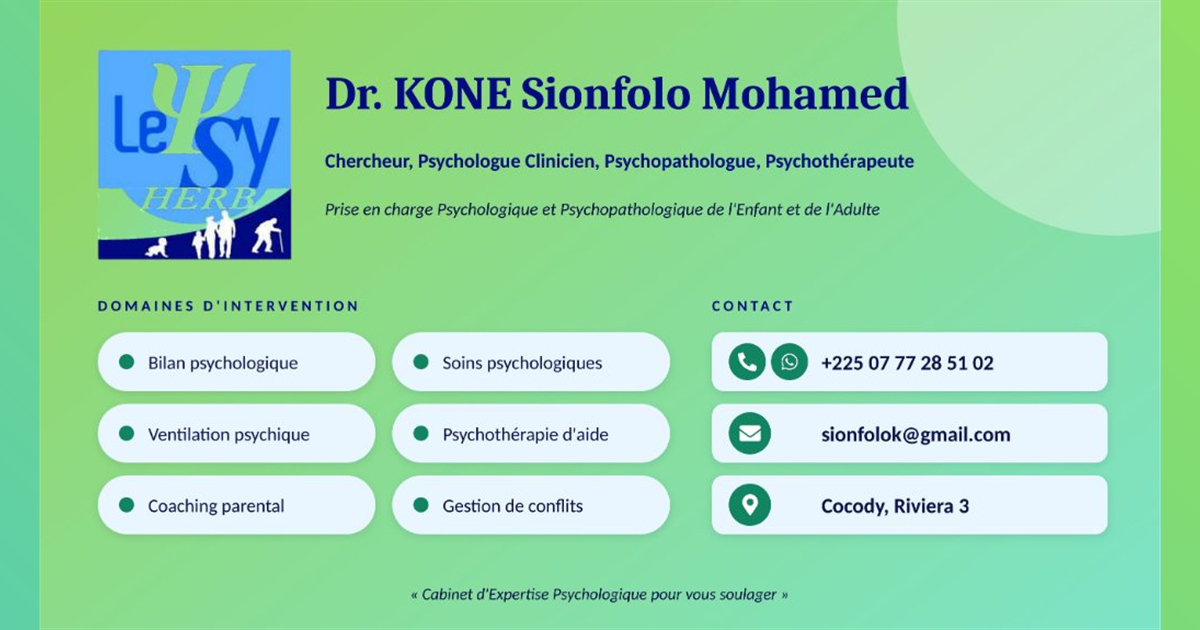 LeΨSy
HERB
Dr. KONE Sionfolo Mohamed
Chercheur, Psychologue Clinicien, Psychopathologue, Psychothérapeute
Prise en charge Psychologique et Psychopathologique de l'Enfant et de l'Adulte
DOMAINES D'INTERVENTION
Bilan psychologique
Soins psychologiques
Ventilation psychique
Psychothérapie d'aide
Coaching parental
Gestion de conflits
CONTACT
+225 07 77 28 51 02
sionfolok@gmail.com
Cocody, Riviera 3
« Cabinet d'Expertise Psychologique pour vous soulager »